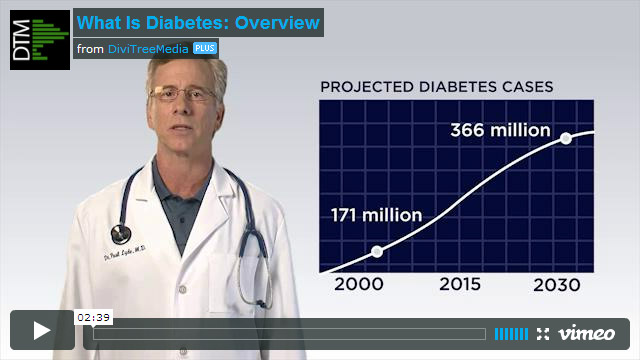 DTM
What Is Diabetes: Overview
from DiviTreeMedia PLUS
PROJECTED DIABETES CASES
366 million
171 million
2000 2015 2030
Dr. Paul Lyde, M.D.
02:39
vimeo